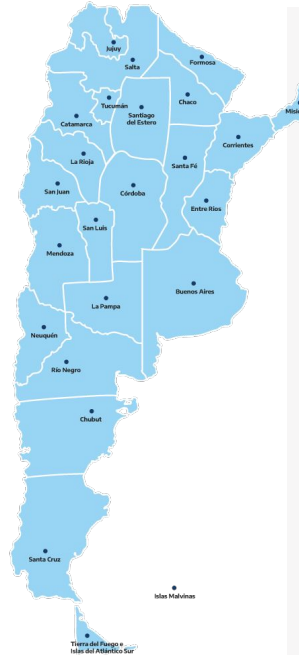 Jujuy
Salta
Formosa
Tucumán
Santiago
del Estero
Chaco
Catamarca
Corrientes
La Rioja
Santa Fé
San Juan
Córdoba
Entre Rios
San Luis
Mendoza
Buenos Aires
La Pampa
Neuquén
Río Negro
Chubut
Santa Cruz
Islas Malvinas
Tierra del Fuego e
Islas del Atlántico Sur